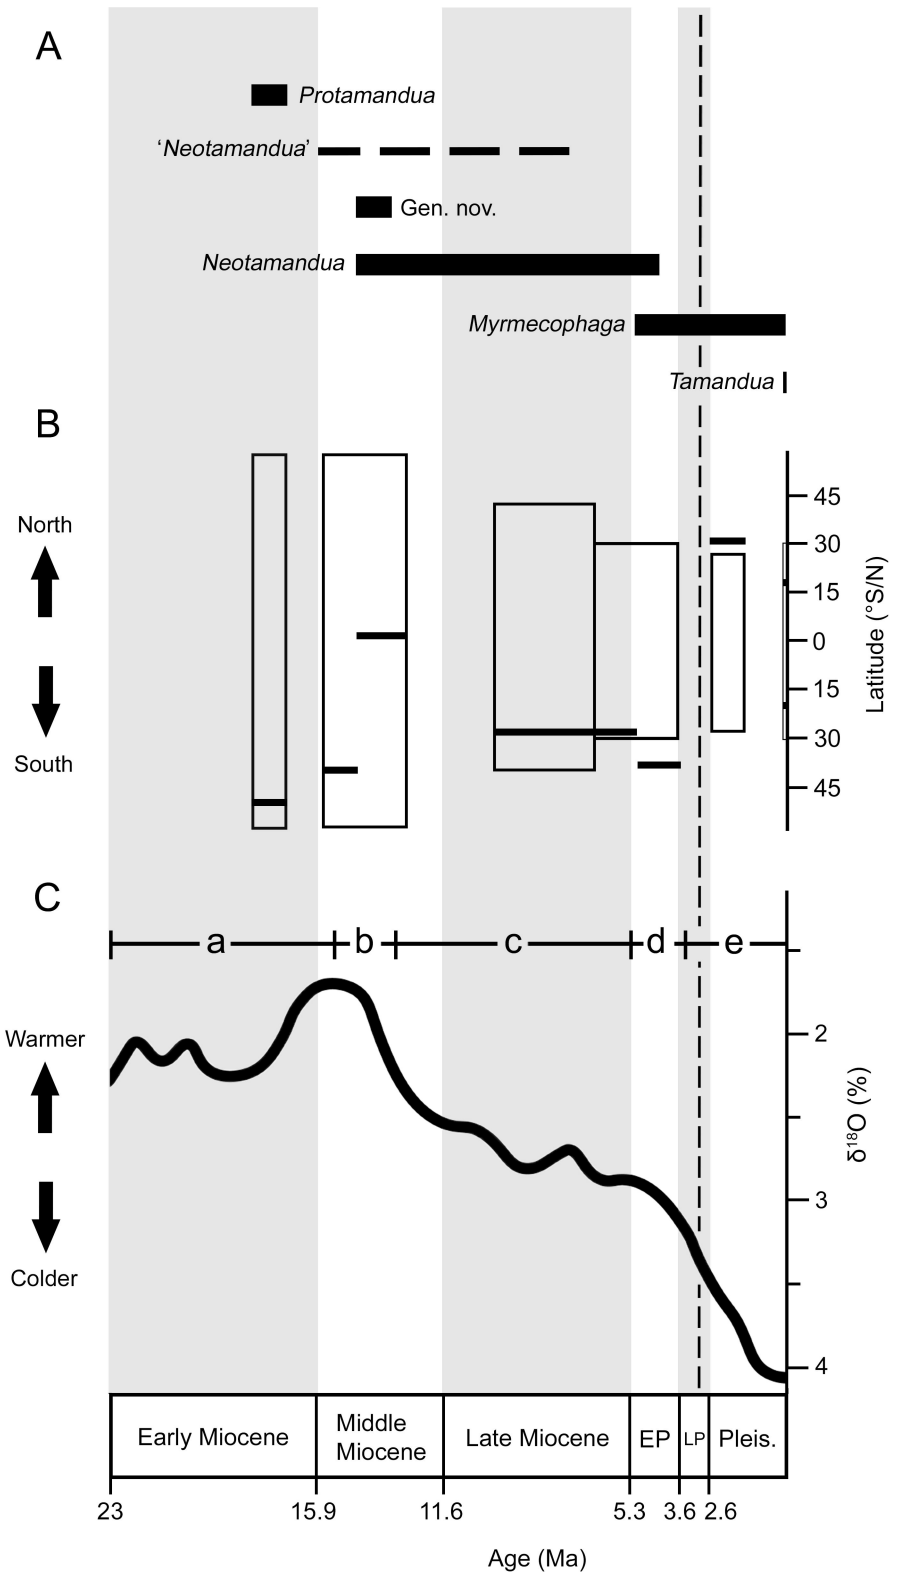 A
Protamandua
‘Neotamandua’
Gen. nov.
Neotamandua
Myrmecophaga
Tamandua
B
North
South
45
30
15
0
15
30
45
Latitude (°S/N)
C
a b c d e
Warmer
Colder
2
3
4
δ¹⁸O (%)
Early Miocene
Middle
Miocene
Late Miocene
EP
LP
Pleis.
23 15.9 11.6 5.3 3.6 2.6
Age (Ma)